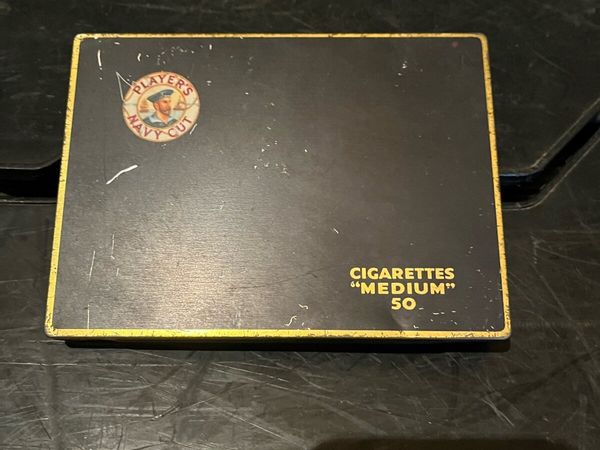 PLAYER'S
NAVY CUT
CIGARETTES
"MEDIUM"
50